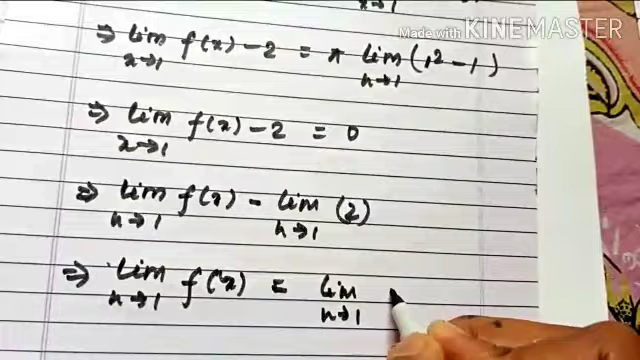 x→1
Made with KINEMASTER
⇒ lim f(x) - 2 = π lim (1² - 1)
x→1 x→1
⇒ lim f(x) - 2 = 0
x→1
⇒ lim f(x) - lim (2)
x→1 x→1
⇒ lim f(x) = lim
x→1 x→1